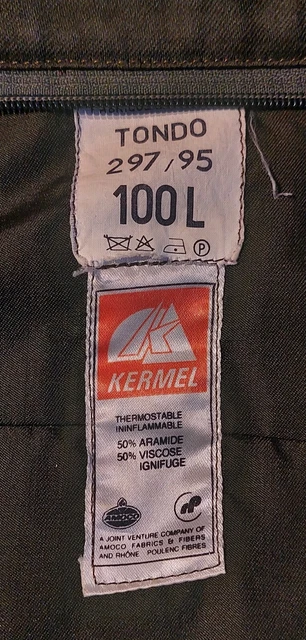 TONDO
297/95
100 L
P
KERMEL
THERMOSTABLE
ININFLAMMABLE
50% ARAMIDE
50% VISCOSE
IGNIFUGE
AMOCO
A JOINT VENTURE COMPANY OF
AMOCO FABRICS & FIBERS
AND RHÔNE POULENC FIBRES